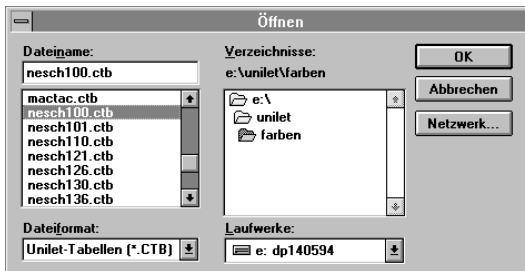 Öffnen
Dateiname:
nesch100.ctb
mactac.ctb
nesch100.ctb
nesch101.ctb
nesch110.ctb
nesch121.ctb
nesch126.ctb
nesch130.ctb
nesch136.ctb
Dateiformat:
Unilet-Tabellen (*.CTB)
Verzeichnisse:
e:\unilet\farben
e:\
unilet
farben
Laufwerke:
e: dp140594
OK
Abbrechen
Netzwerk...